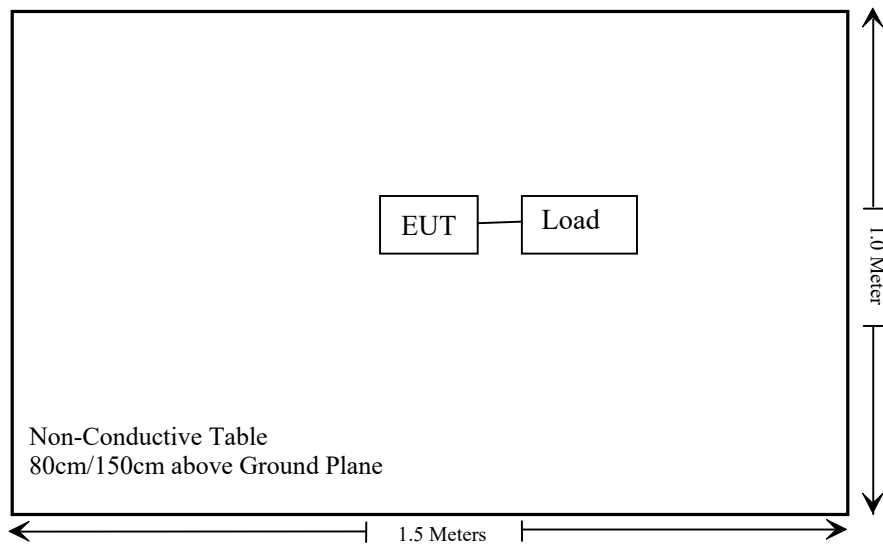 EUT
Load
1.0 Meter
Non-Conductive Table
80cm/150cm above Ground Plane
1.5 Meters